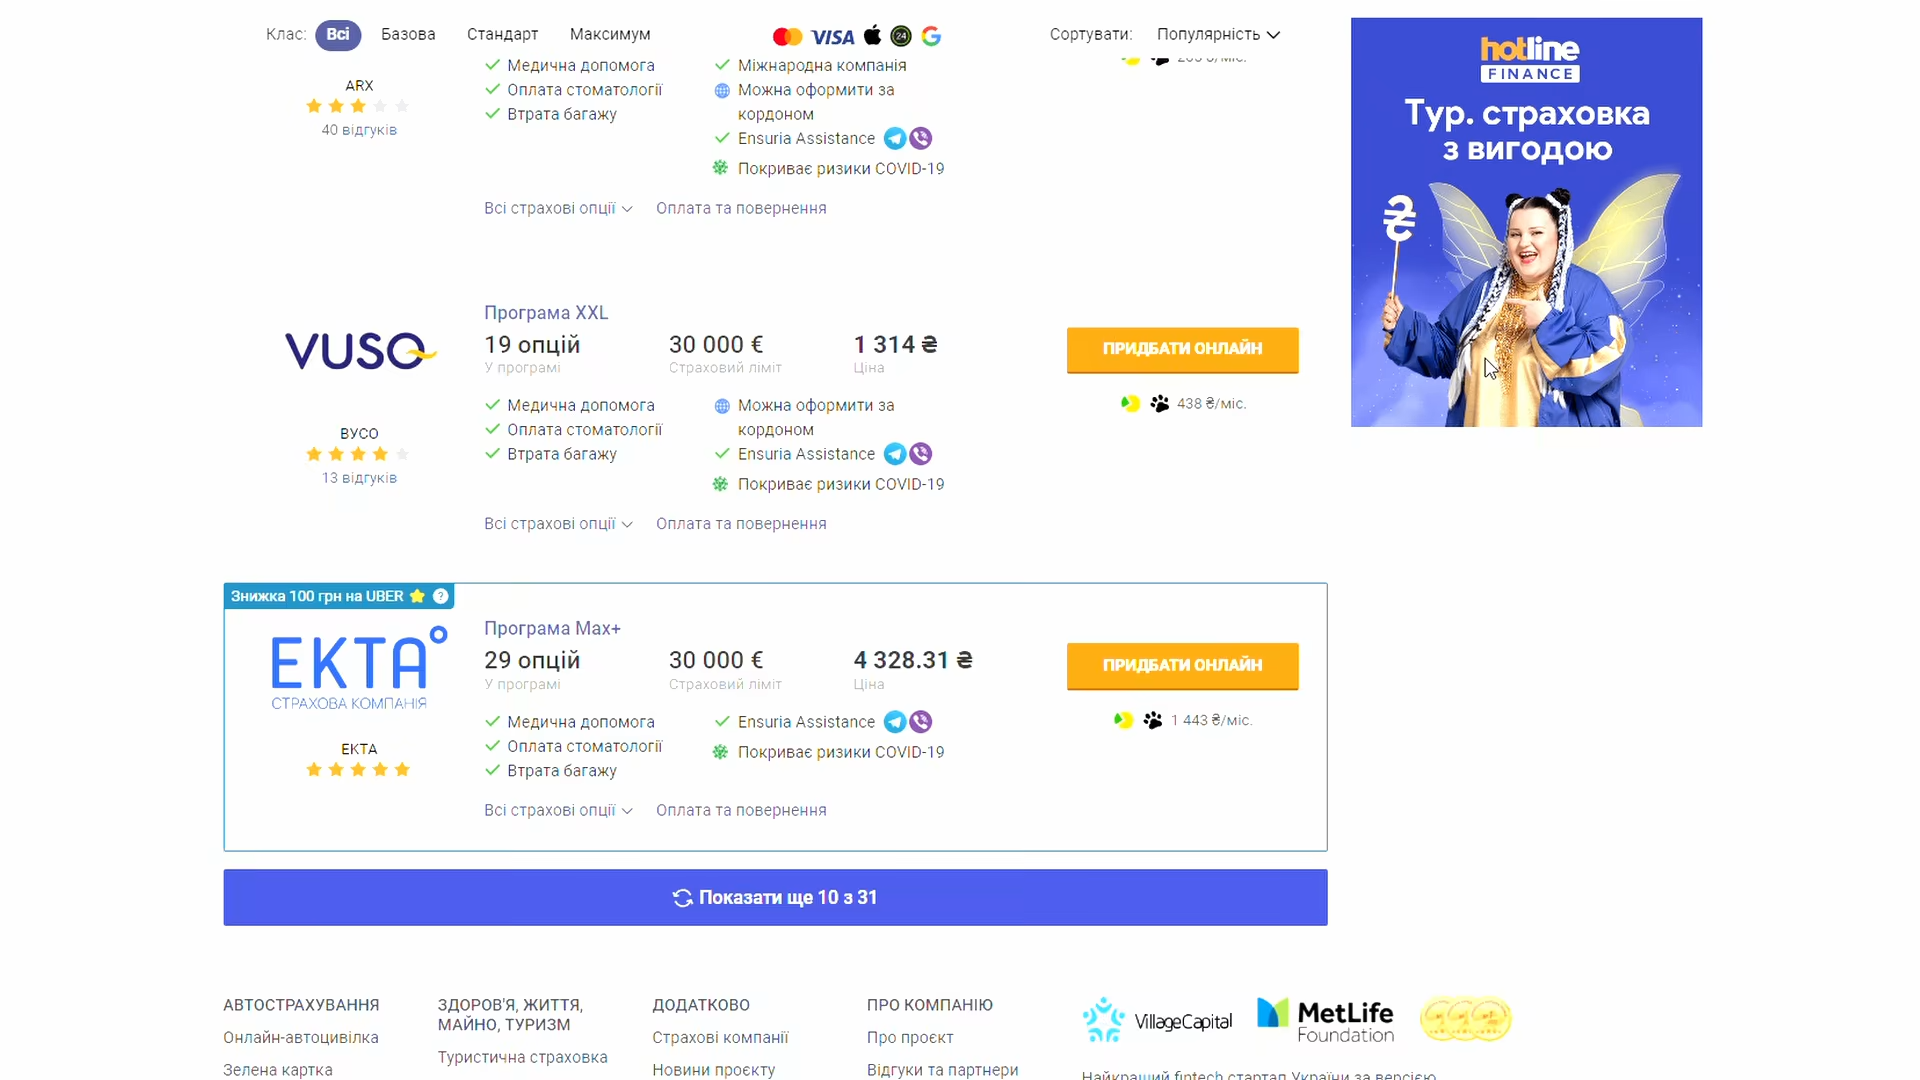 Клас: Всі Базова Стандарт Максимум VISA 24 Сортувати: Популярність
ARX
40 відгуків
Медична допомога
Оплата стоматології
Втрата багажу
Міжнародна компанія
Можна оформити за
кордоном
Ensuria Assistance
Покриває ризики COVID-19
Всі страхові опції Оплата та повернення
hotline
FINANCE
Тур. страховка
з вигодою
VUSO
ВУСО
13 відгуків
Програма XXL
19 опцій 30 000 € 1 314 ₴
У програмі Страховий ліміт Ціна
ПРИДБАТИ ОНЛАЙН
438 ₴/міс.
Медична допомога
Оплата стоматології
Втрата багажу
Можна оформити за
кордоном
Ensuria Assistance
Покриває ризики COVID-19
Всі страхові опції Оплата та повернення
Знижка 100 грн на UBER ?
ЕКТА
СТРАХОВА КОМПАНІЯ
ЕКТА
Програма Max+
29 опцій 30 000 € 4 328.31 ₴
У програмі Страховий ліміт Ціна
ПРИДБАТИ ОНЛАЙН
1 443 ₴/міс.
Медична допомога
Оплата стоматології
Втрата багажу
Ensuria Assistance
Покриває ризики COVID-19
Всі страхові опції Оплата та повернення
Показати ще 10 з 31
АВТОСТРАХУВАННЯ
Онлайн-автоцивілка
Зелена картка
ЗДОРОВ'Я, ЖИТТЯ,
МАЙНО, ТУРИЗМ
Туристична страховка
ДОДАТКОВО
Страхові компанії
Новини проєкту
ПРО КОМПАНІЮ
Про проєкт
Відгуки та партнери
VillageCapital
MetLife
Foundation
Найкращий fintech стартап України за версією